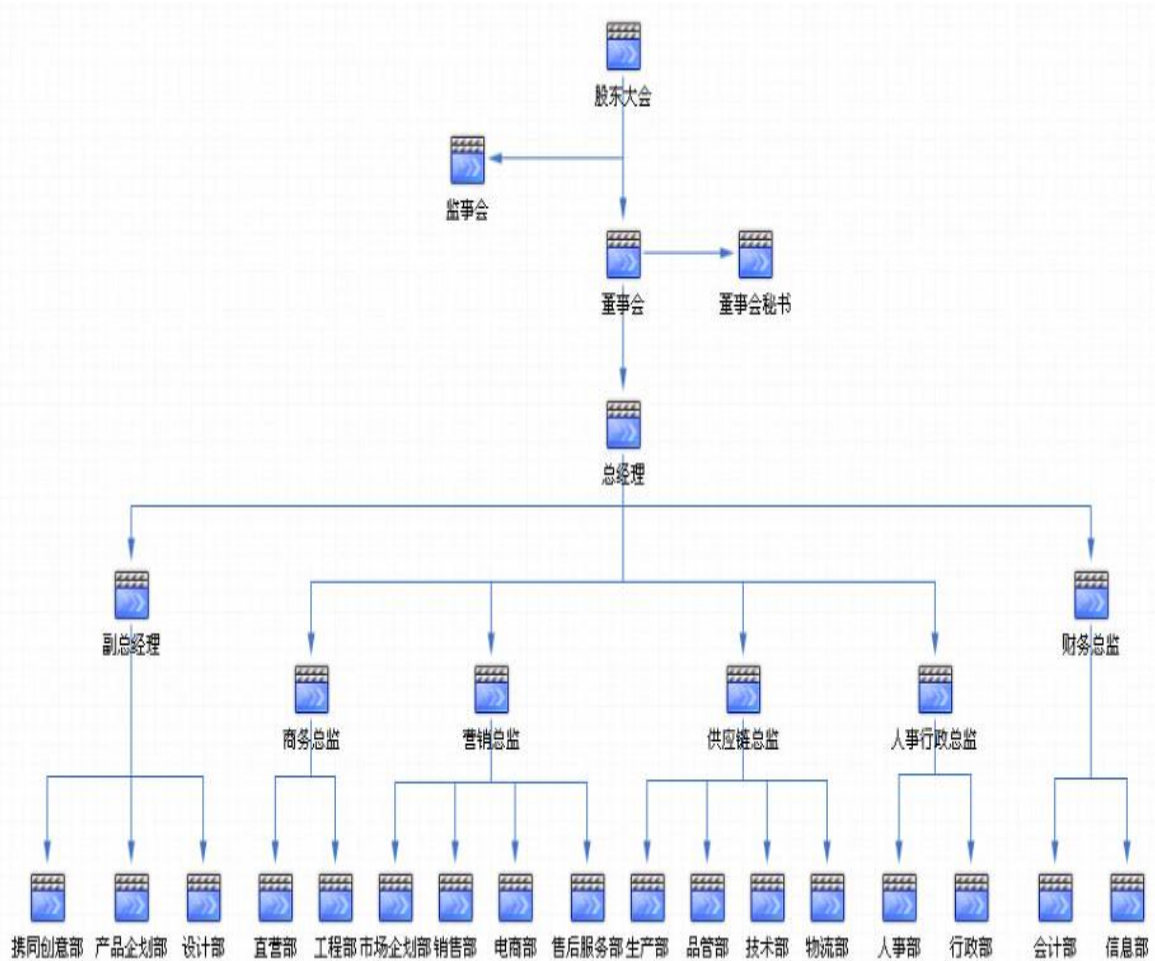 股东大会
监事会
董事会
董事会秘书
总经理
副总经理
财务总监
商务总监
营销总监
供应链总监
人事行政总监
携同创意部
产品企划部
设计部
直营部
工程部
市场企划部
销售部
电商部
售后服务部
生产部
品管部
技术部
物流部
人事部
行政部
会计部
信息部